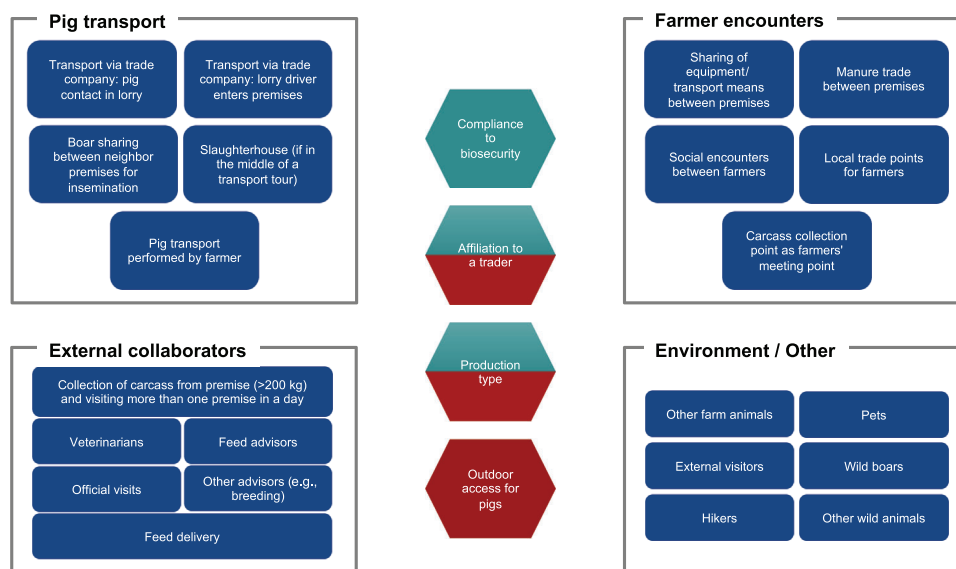 Pig transport
Transport via trade
company: pig
contact in lorry
Transport via trade
company: lorry driver
enters premises
Boar sharing
between neighbor
premises for
insemination
Slaughterhouse (if in
the middle of a
transport tour)
Pig transport
performed by farmer
External collaborators
Collection of carcass from premise (>200 kg)
and visiting more than one premise in a day
Veterinarians
Feed advisors
Official visits
Other advisors (e.g.,
breeding)
Feed delivery
Compliance
to
biosecurity
Affiliation to
a trader
Production
type
Outdoor
access for
pigs
Farmer encounters
Sharing of
equipment/
transport means
between premises
Manure trade
between premises
Social encounters
between farmers
Local trade points
for farmers
Carcass collection
point as farmers'
meeting point
Environment / Other
Other farm animals
Pets
External visitors
Wild boars
Hikers
Other wild animals